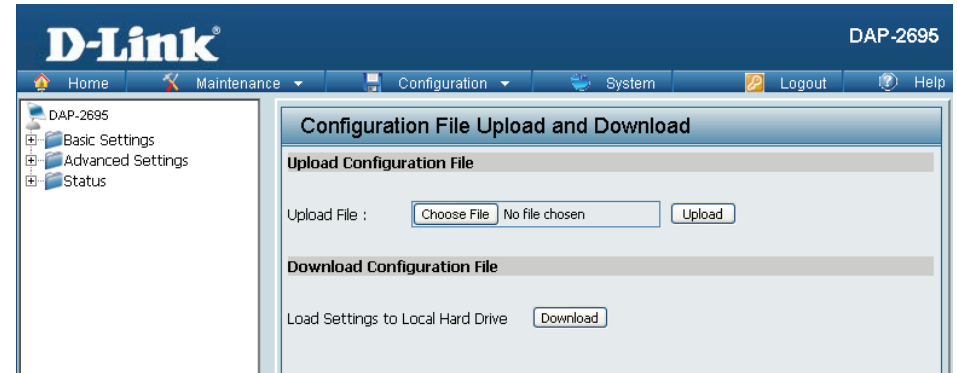 D-Link®
DAP-2695
Home Maintenance Configuration System Logout Help
DAP-2695
Basic Settings
Advanced Settings
Status
Configuration File Upload and Download
Upload Configuration File
Upload File : Choose File No file chosen Upload
Download Configuration File
Load Settings to Local Hard Drive Download